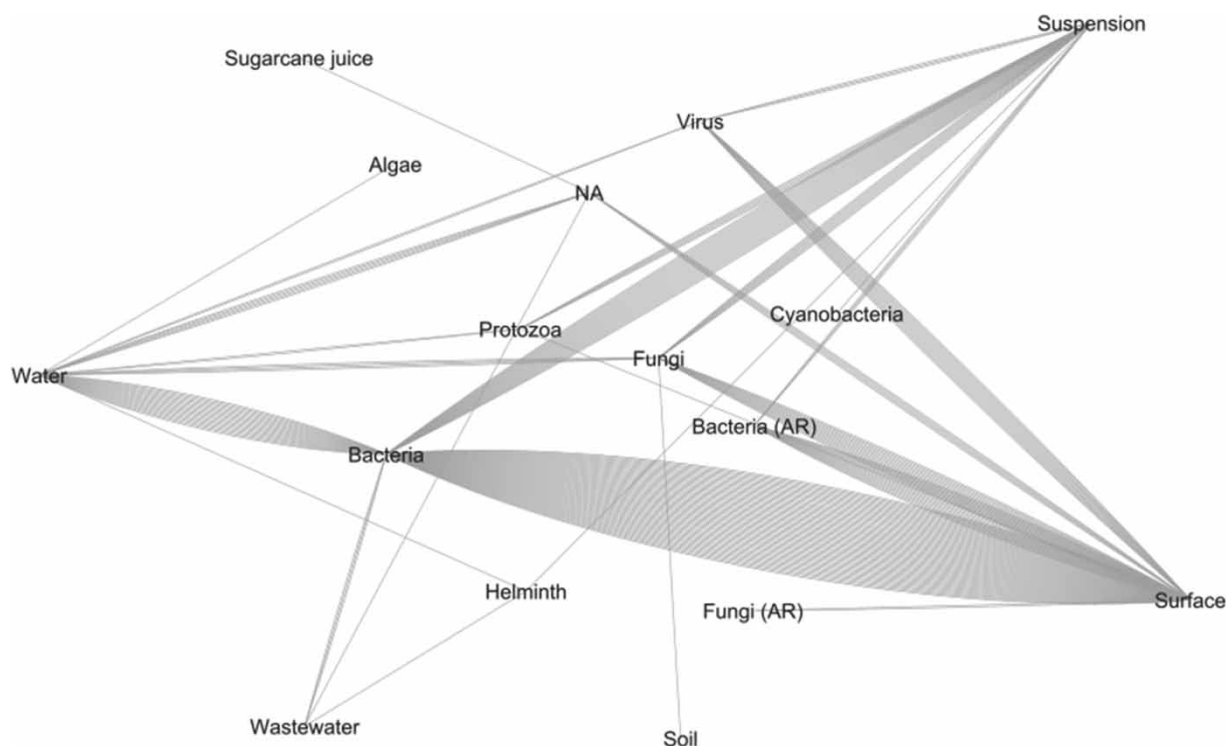 Suspension
Sugarcane juice
Virus
Algae
NA
Cyanobacteria
Protozoa
Fungi
Water
Bacteria (AR)
Bacteria
Helminth
Surface
Fungi (AR)
Wastewater
Soil